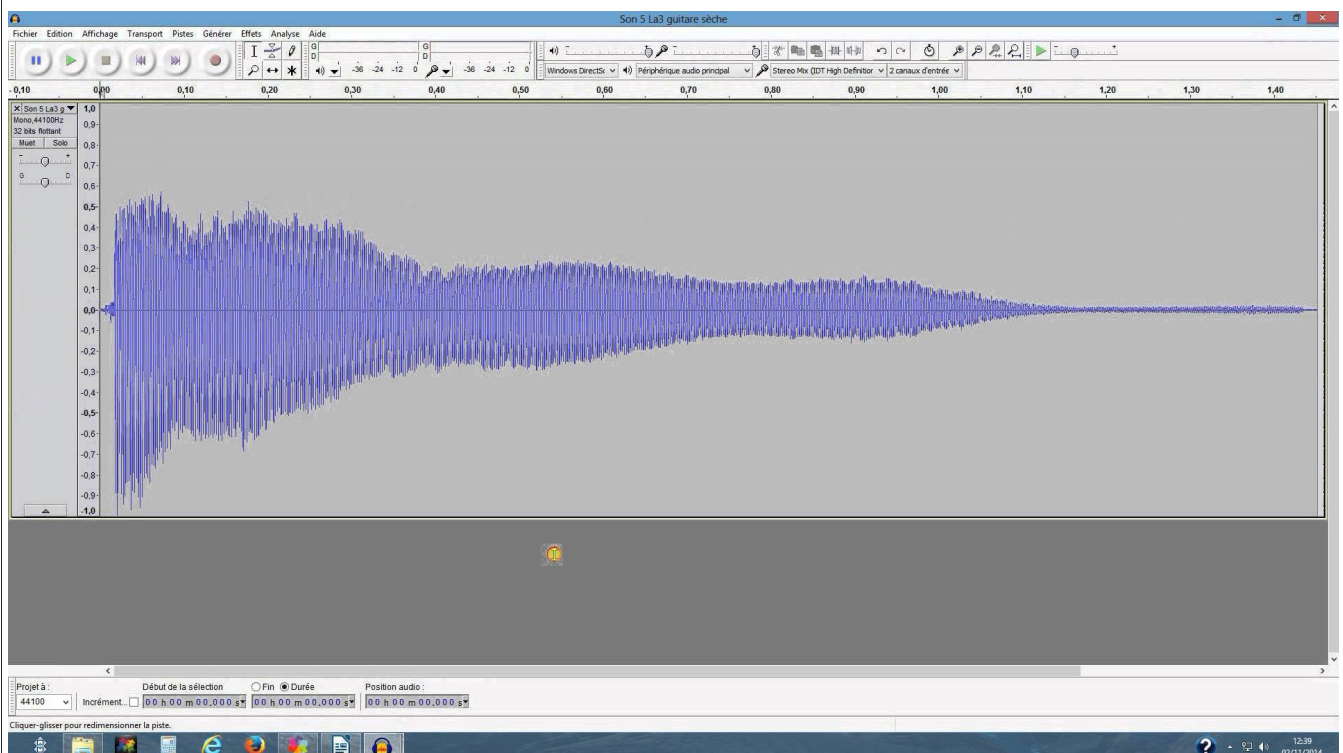 Son 5 La3 guitare sèche
Fichier Edition Affichage Transport Pistes Générer Effets Analyse Aide
G
D
-36 -24 -12 0
G
D
-36 -24 -12 0
Windows DirectSc
Périphérique audio principal
Stereo Mix (IDT High Definitior
2 canaux d'entrée
-0,10 0,00 0,10 0,20 0,30 0,40 0,50 0,60 0,70 0,80 0,90 1,00 1,10 1,20 1,30 1,40
Son 5 La3 g
Mono,44100Hz
32 bits flottant
Muet Solo
- +
G D
1,0
0,9
0,8
0,7
0,6
0,5
0,4
0,3
0,2
0,1
0,0
-0,1
-0,2
-0,3
-0,4
-0,5
-0,6
-0,7
-0,8
-0,9
-1,0
Projet à :
Début de la sélection
Fin Durée
Position audio :
44100
Incrément...
00 h 00 m 00,000 s
00 h 00 m 00,000 s
00 h 00 m 00,000 s
Cliquer-glisser pour redimensionner la piste.
12:39
02/11/2014